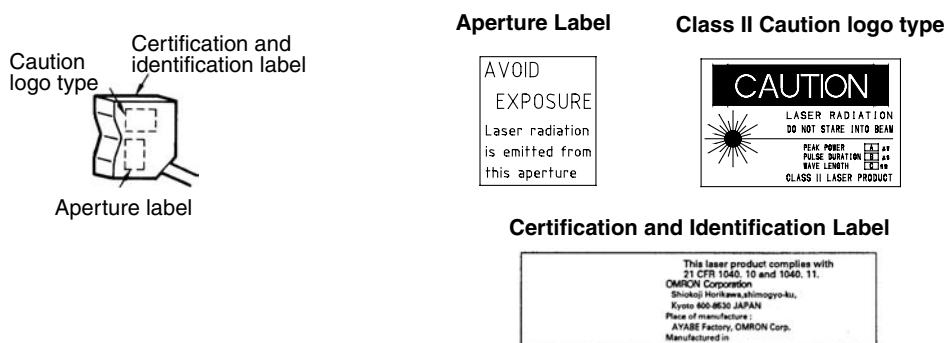 Caution
logo type
Certification and
identification label
Aperture label
Aperture Label
AVOID
EXPOSURE
Laser radiation
is emitted from
this aperture
Class II Caution logo type
CAUTION
LASER RADIATION
DO NOT STARE INTO BEAM
PEAK POWER A
PULSE DURATION B
WAVE LENGTH C
CLASS II LASER PRODUCT
Certification and Identification Label
This laser product complies with
21 CFR 1040. 10 and 1040. 11.
OMRON Corporation
Shiokoji Horikawa,shimogyo-ku,
Kyoto 600-8530 JAPAN
Place of manufacture :
AYABE Factory, OMRON Corp.
Manufactured in